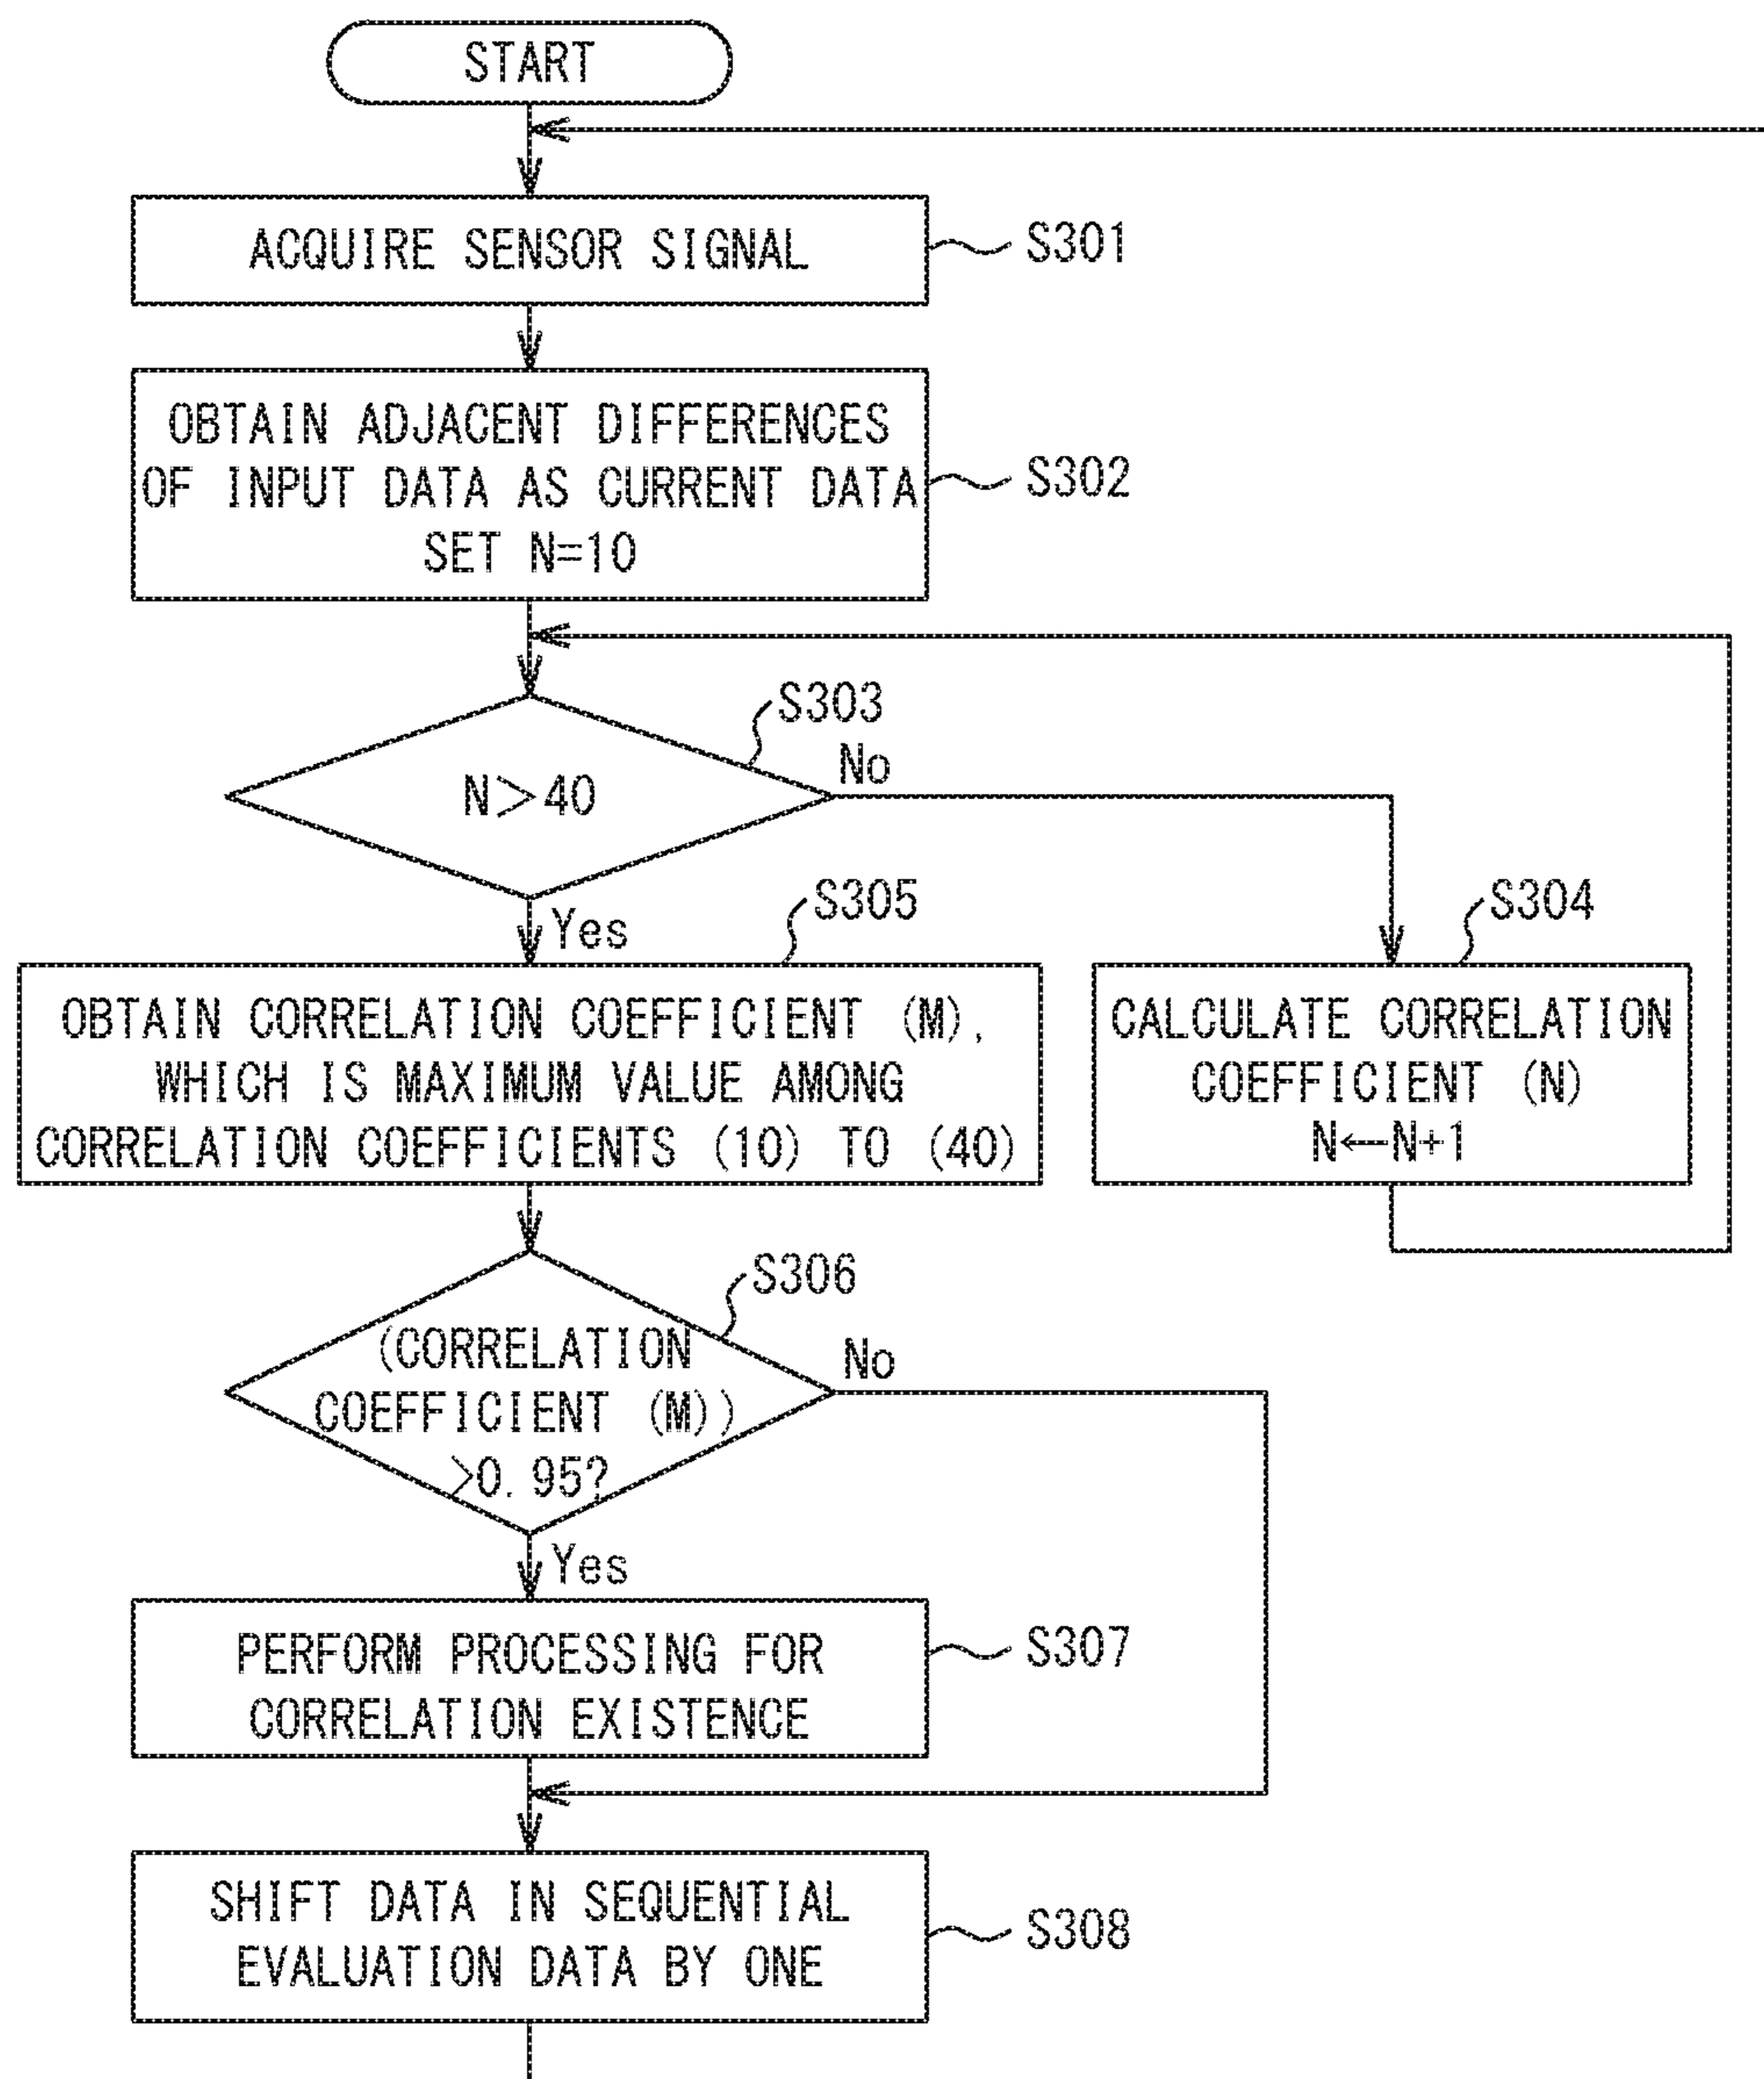 START
ACQUIRE SENSOR SIGNAL
S301
OBTAIN ADJACENT DIFFERENCES
OF INPUT DATA AS CURRENT DATA
SET N=10
S302
S303
N>40
No
Yes
S305
OBTAIN CORRELATION COEFFICIENT (M),
WHICH IS MAXIMUM VALUE AMONG
CORRELATION COEFFICIENTS (10) TO (40)
S304
CALCULATE CORRELATION
COEFFICIENT (N)
N←N+1
S306
(CORRELATION
COEFFICIENT (M))
>0.95?
No
Yes
PERFORM PROCESSING FOR
CORRELATION EXISTENCE
S307
SHIFT DATA IN SEQUENTIAL
EVALUATION DATA BY ONE
S308